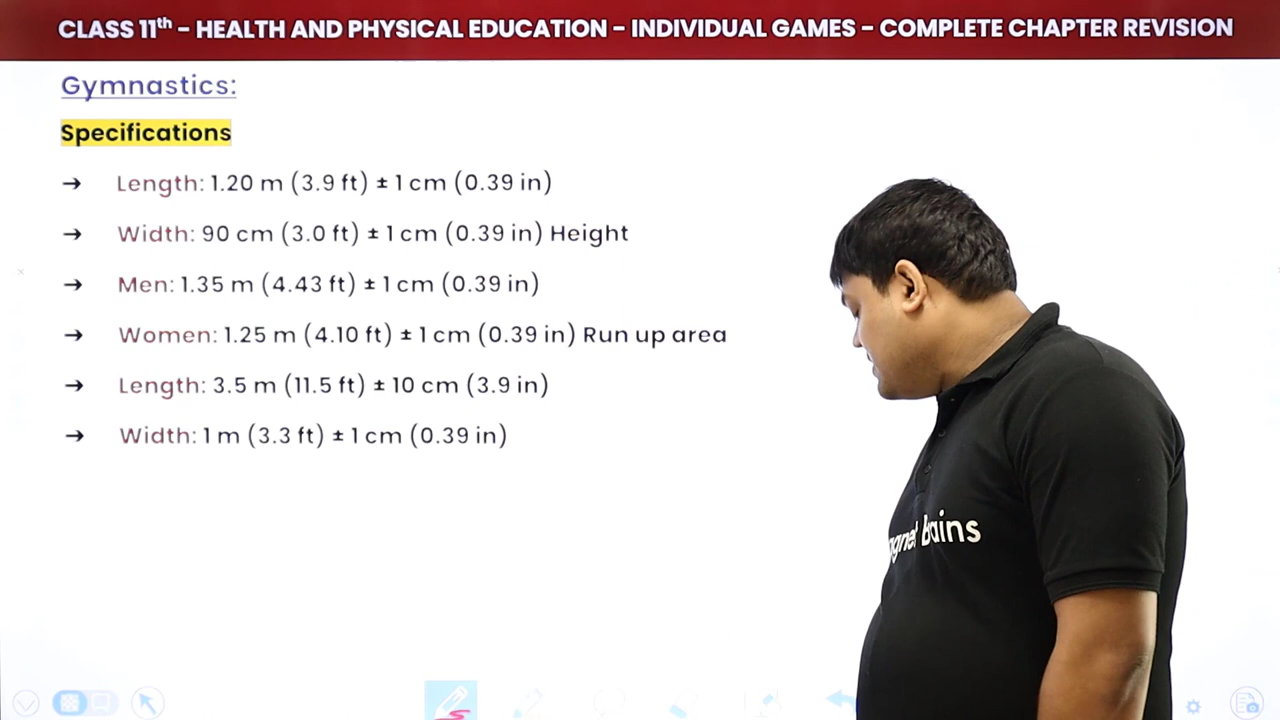 CLASS 11th - HEALTH AND PHYSICAL EDUCATION - INDIVIDUAL GAMES - COMPLETE CHAPTER REVISION
Gymnastics:
Specifications
→ Length: 1.20 m (3.9 ft) ± 1 cm (0.39 in)
→ Width: 90 cm (3.0 ft) ± 1 cm (0.39 in) Height
→ Men: 1.35 m (4.43 ft) ± 1 cm (0.39 in)
→ Women: 1.25 m (4.10 ft) ± 1 cm (0.39 in) Run up area
→ Length: 3.5 m (11.5 ft) ± 10 cm (3.9 in)
→ Width: 1 m (3.3 ft) ± 1 cm (0.39 in)